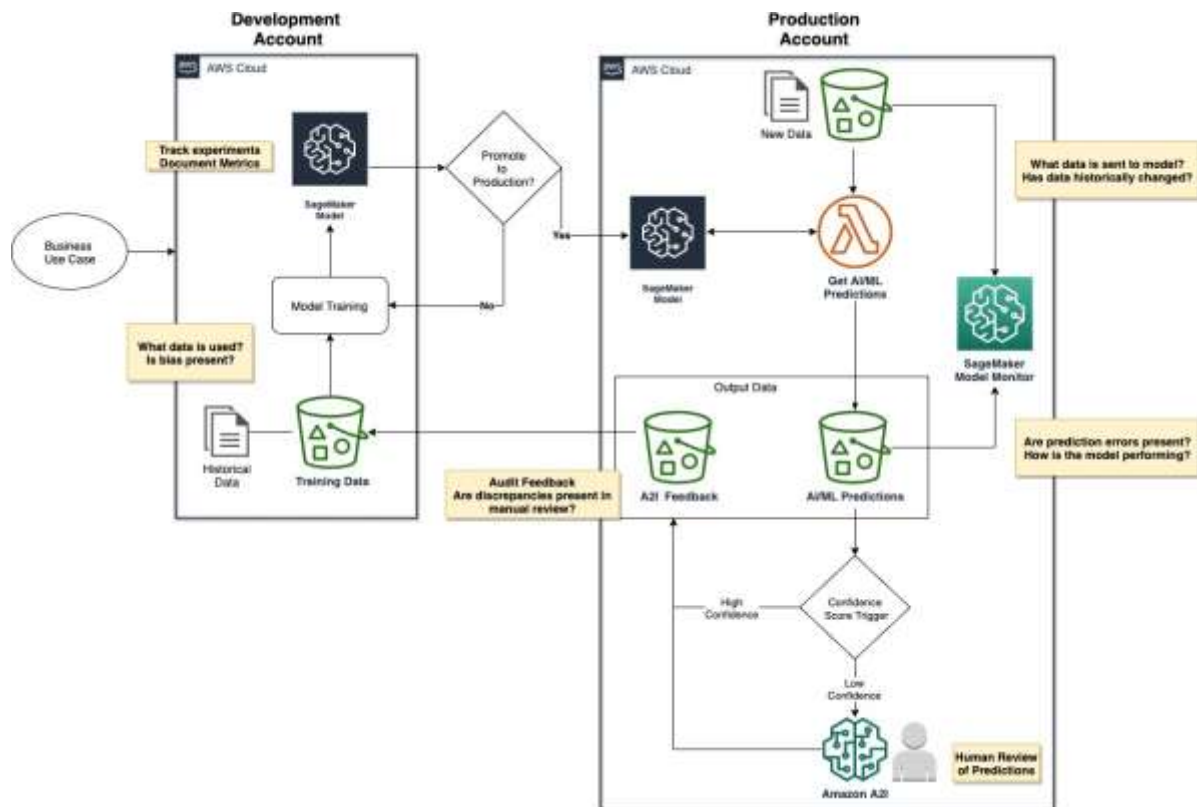 Development
Account
Production
Account
aws
AWS Cloud
aws
AWS Cloud
New Data
Track experiments
Document Metrics
Promote
to
Production?
What data is sent to model?
Has data historically changed?
SageMaker
Model
Business
Use Case
Yes
SageMaker
Model
Get AI/ML
Predictions
Model Training
No
What data is used?
Is bias present?
SageMaker
Model Monitor
Output Data
Historical
Data
Training Data
Audit Feedback
Are discrepancies present in
manual review?
A2I Feedback
AI/ML Predictions
Are prediction errors present?
How is the model performing?
High
Confidence
Confidence
Score Trigger
Low
Confidence
Human Review
of Predictions
Amazon A2I